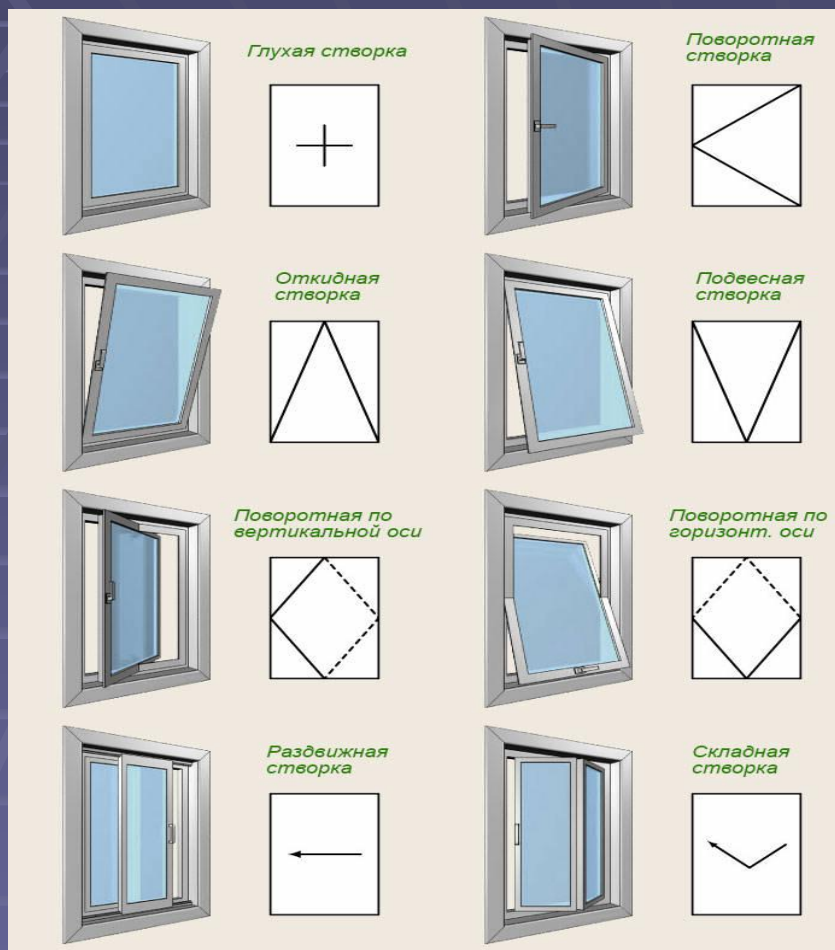 Глухая створка
Поворотная
створка
Откидная
створка
Подвесная
створка
Поворотная по
вертикальной оси
Поворотная по
горизонт. оси
Раздвижная
створка
Складная
створка